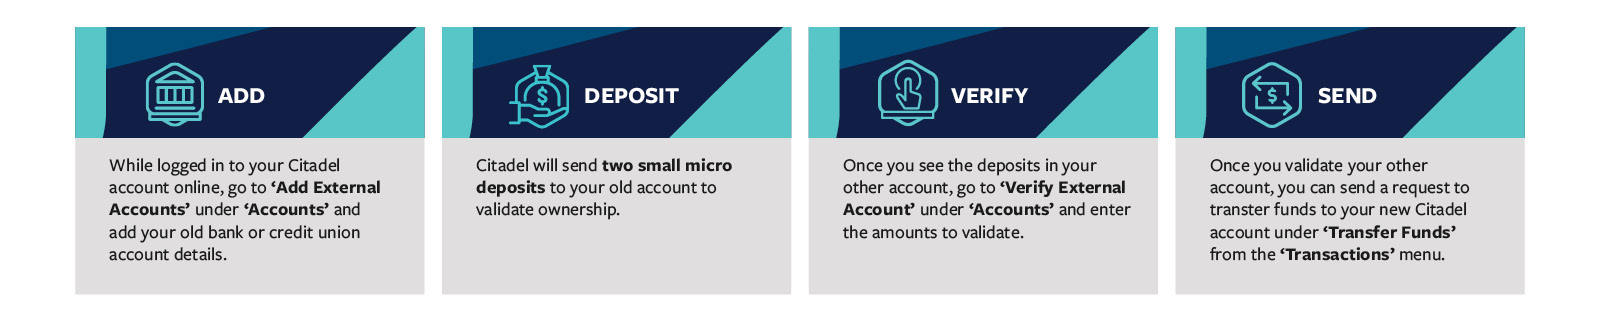 ADD
While logged in to your Citadel
account online, go to ‘Add External
Accounts’ under ‘Accounts’ and
add your old bank or credit union
account details.
$
DEPOSIT
Citadel will send two small micro
deposits to your old account to
validate ownership.
VERIFY
Once you see the deposits in your
other account, go to ‘Verify External
Account’ under ‘Accounts’ and enter
the amounts to validate.
$
SEND
Once you validate your other
account, you can send a request to
transter funds to your new Citadel
account under ‘Transfer Funds’
from the ‘Transactions’ menu.